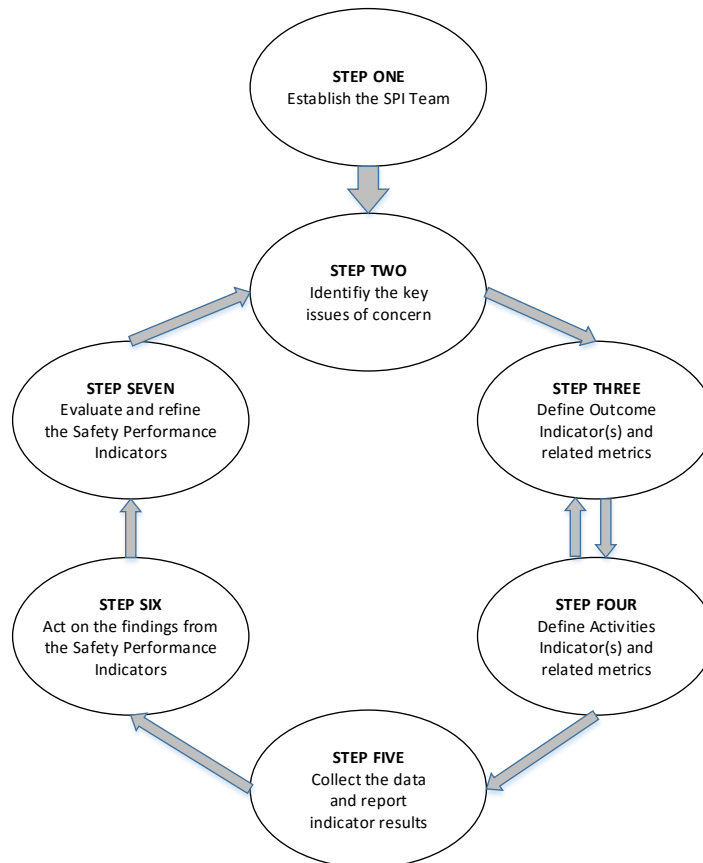 STEP ONE
Establish the SPI Team
STEP TWO
Identifiy the key
issues of concern
STEP SEVEN
Evaluate and refine
the Safety Performance
Indicators
STEP THREE
Define Outcome
Indicator(s) and
related metrics
STEP SIX
Act on the findings from
the Safety Performance
Indicators
STEP FOUR
Define Activities
Indicator(s) and
related metrics
STEP FIVE
Collect the data
and report
indicator results